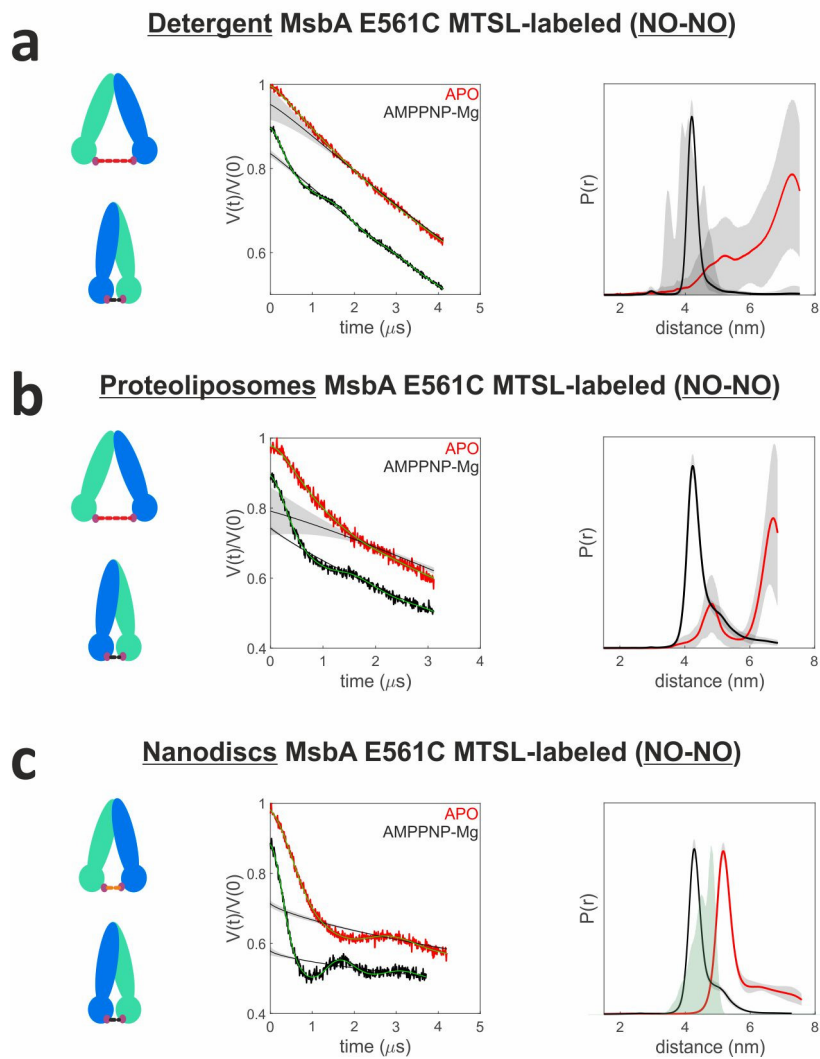 a
Detergent MsbA E561C MTSL-labeled (NO-NO)
V(t)/V(0)
1
0.8
0.6
APO
AMPPNP-Mg
0 1 2 3 4 5
time (μs)
P(r)
2 4 6 8
distance (nm)
b
Proteoliposomes MsbA E561C MTSL-labeled (NO-NO)
V(t)/V(0)
1
0.8
0.6
0.4
APO
AMPPNP-Mg
0 1 2 3 4
time (μs)
P(r)
2 4 6 8
distance (nm)
c
Nanodiscs MsbA E561C MTSL-labeled (NO-NO)
V(t)/V(0)
1
0.8
0.6
0.4
APO
AMPPNP-Mg
0 1 2 3 4 5
time (μs)
P(r)
2 4 6 8
distance (nm)